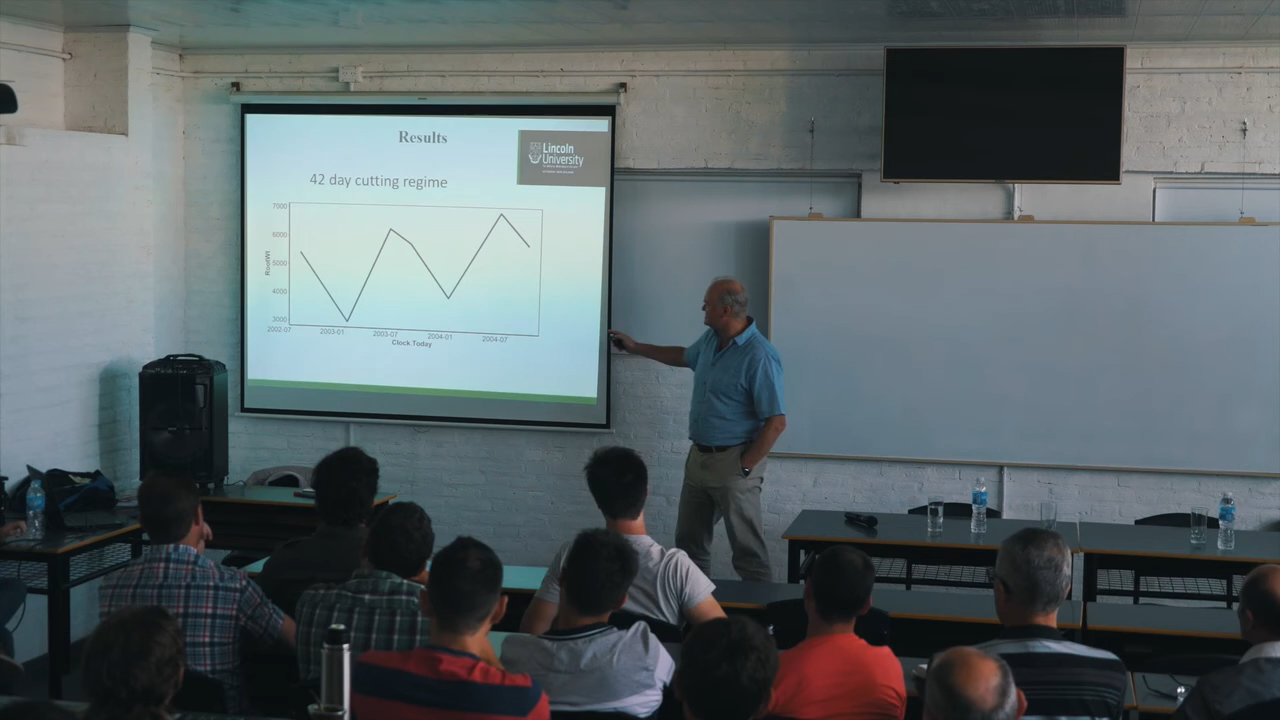 Results
Lincoln
University
42 day cutting regime
7000
6000
5000
4000
3000
RootWt
2002-07
2003-01
2003-07
2004-01
2004-07
Clock.Today